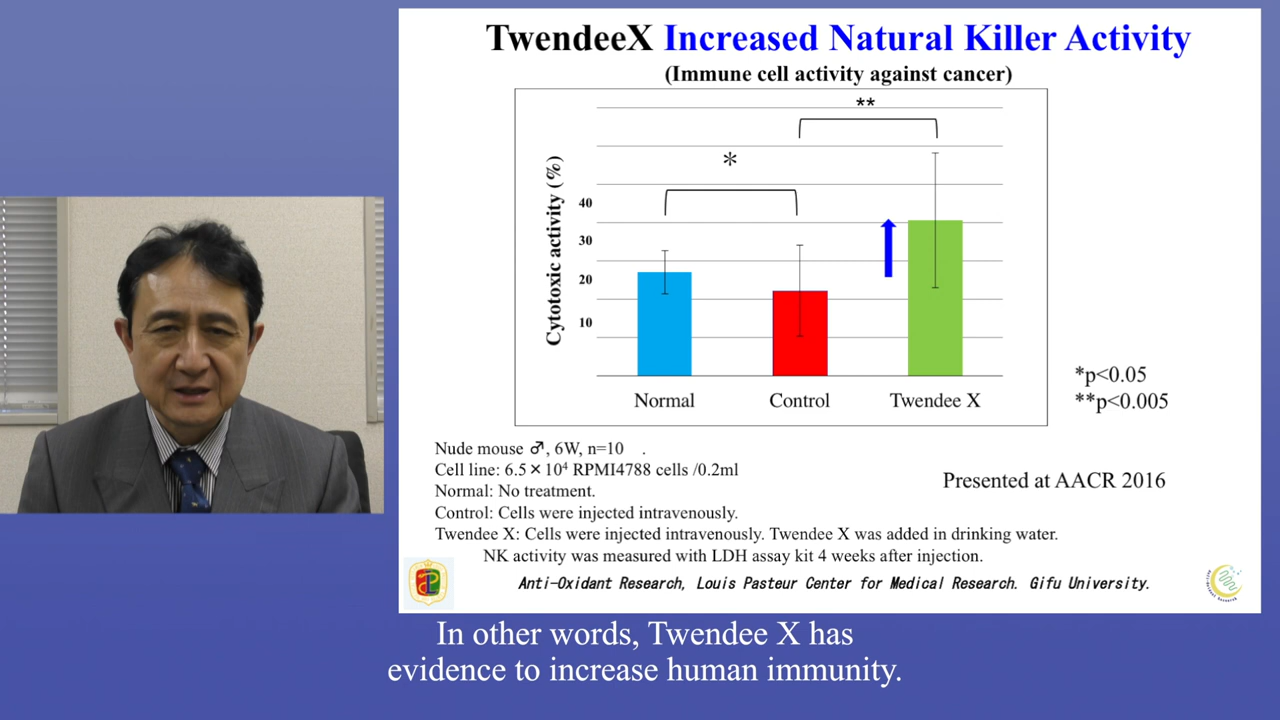 TwendeeX Increased Natural Killer Activity
(Immune cell activity against cancer)
**
*
Cytotoxic activity (%)
40
30
20
10
Normal
Control
Twendee X
*p<0.05
**p<0.005
Nude mouse ♂, 6W, n=10 .
Cell line: 6.5×10⁴ RPMI4788 cells /0.2ml
Normal: No treatment.
Control: Cells were injected intravenously.
Twendee X: Cells were injected intravenously. Twendee X was added in drinking water.
NK activity was measured with LDH assay kit 4 weeks after injection.
Presented at AACR 2016
Anti-Oxidant Research, Louis Pasteur Center for Medical Research. Gifu University.
In other words, Twendee X has
evidence to increase human immunity.